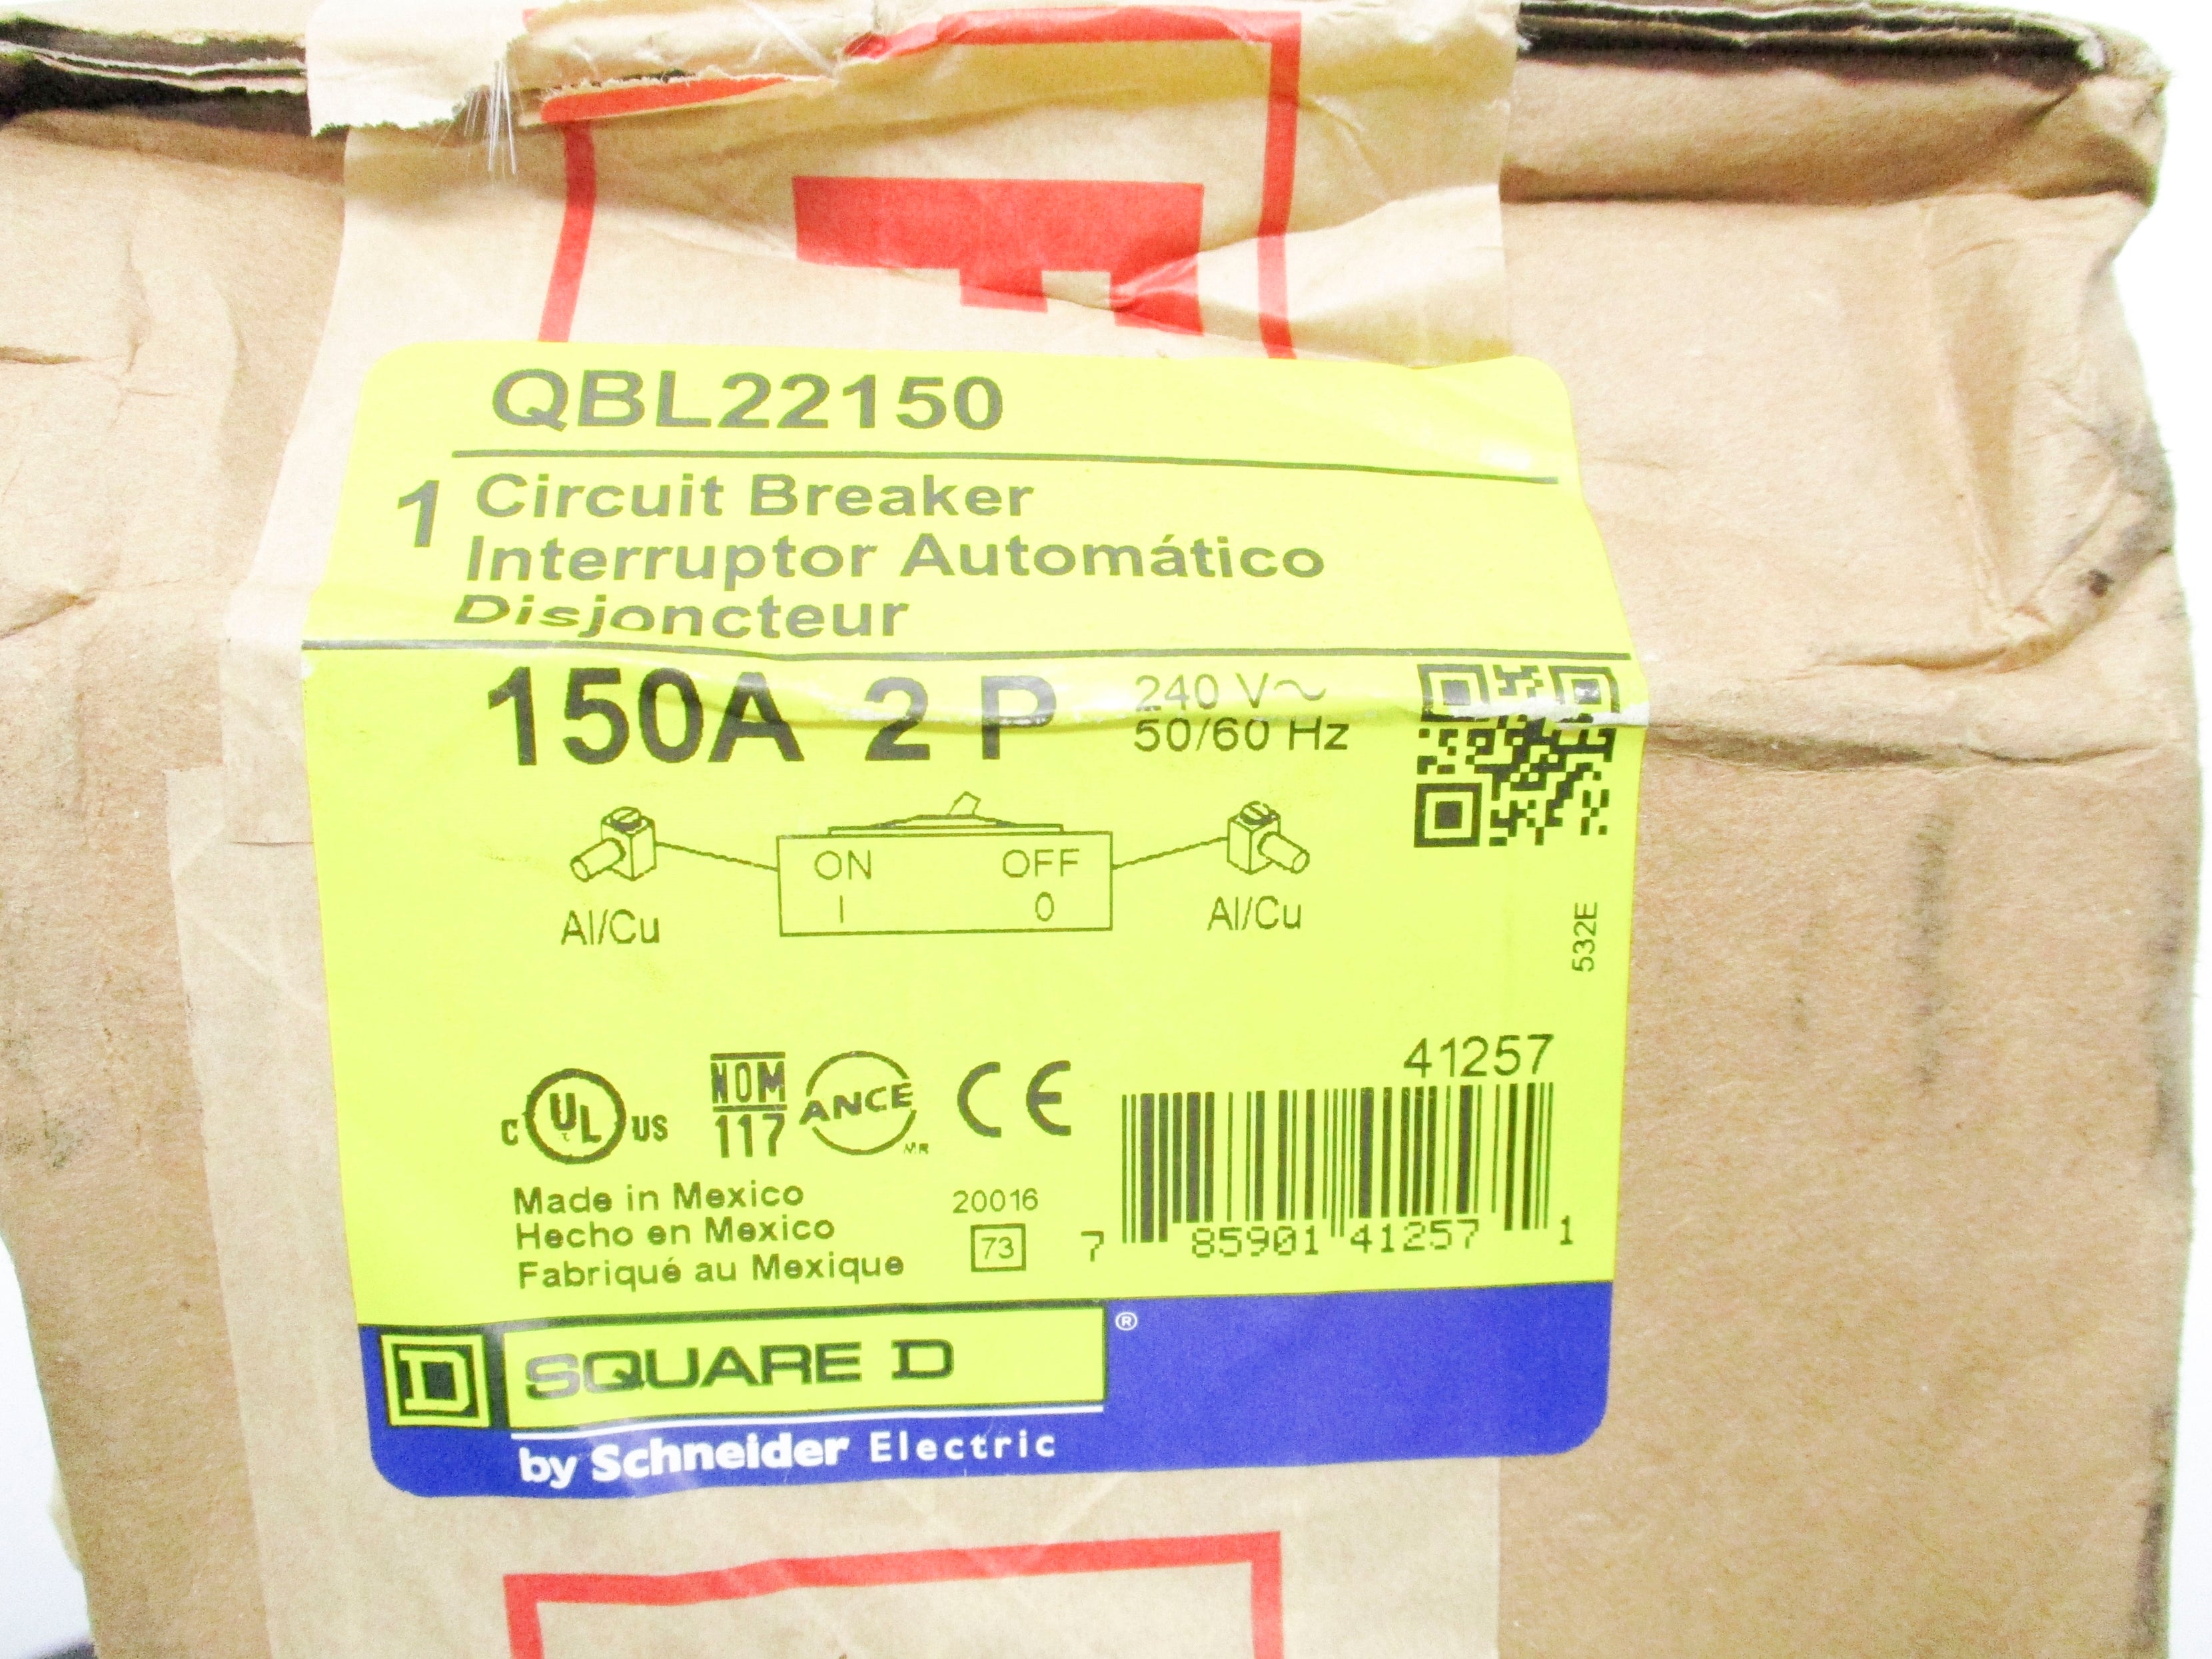 QBL22150
1 Circuit Breaker
Interruptor Automático
Disjoncteur
150A 2 P 240 V~
50/60 Hz
ON OFF
I 0
Al/Cu Al/Cu
532E
41257
C UL US NOM 117 ANCE MR CE
Made in Mexico 20016
Hecho en Mexico 73
Fabriqué au Mexique
7 85901 41257 1
D SQUARE D ®
by Schneider Electric